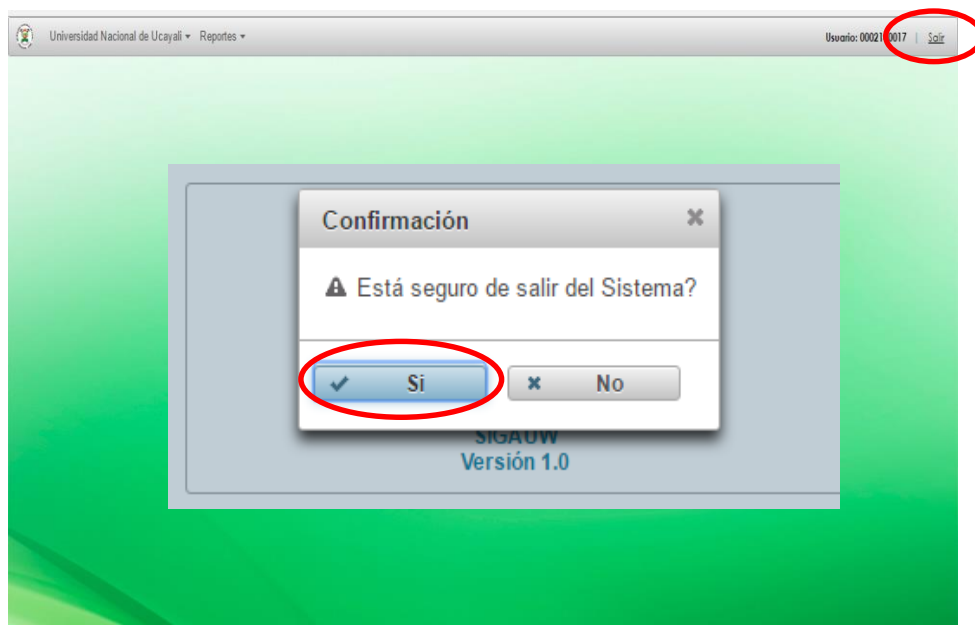 Universidad Nacional de Ucayali Reportes Usuario: 0002110017 | Salir
Confirmación
Está seguro de salir del Sistema?
Si No
SIGAUW
Versión 1.0